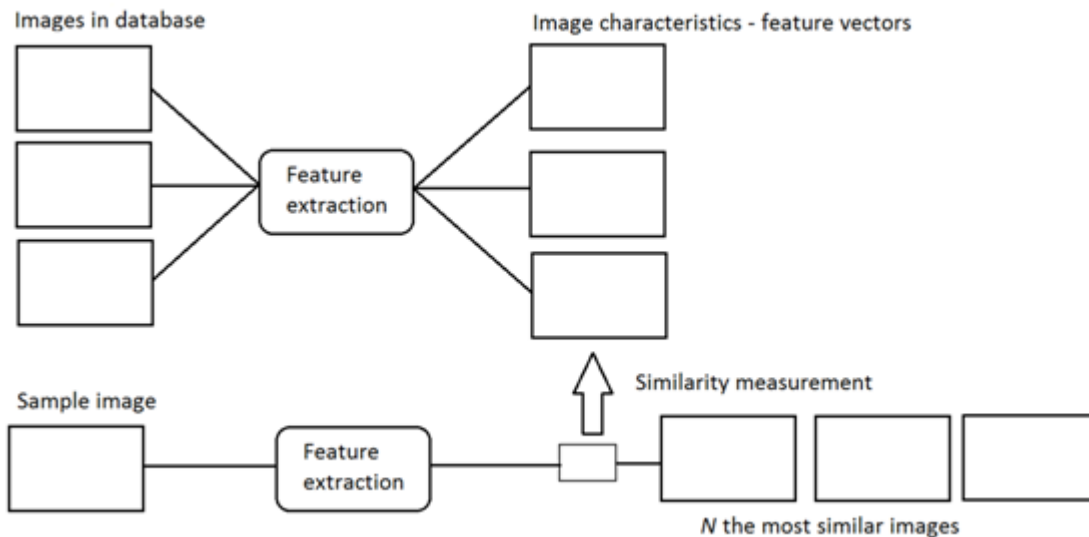 Images in database
Image characteristics - feature vectors
Feature
extraction
Similarity measurement
Sample image
Feature
extraction
N the most similar images